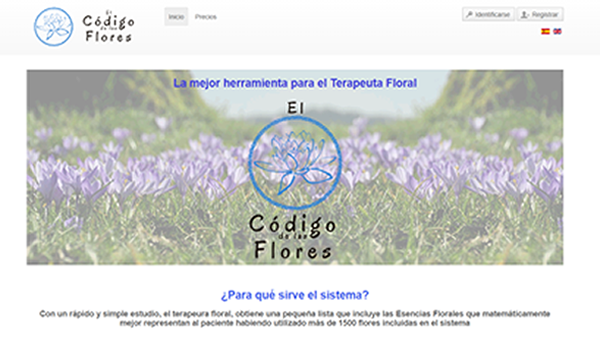 El
Código
de las
Flores
Inicio Precios
Identificarse Registrar
La mejor herramienta para el Terapeuta Floral
El
Código
de las
Flores
¿Para qué sirve el sistema?
Con un rápido y simple estudio, el terapeura floral, obtiene una pequeña lista que incluye las Esencias Florales que matemáticamente
mejor representan al paciente habiendo utilizado más de 1500 flores incluidas en el sistema